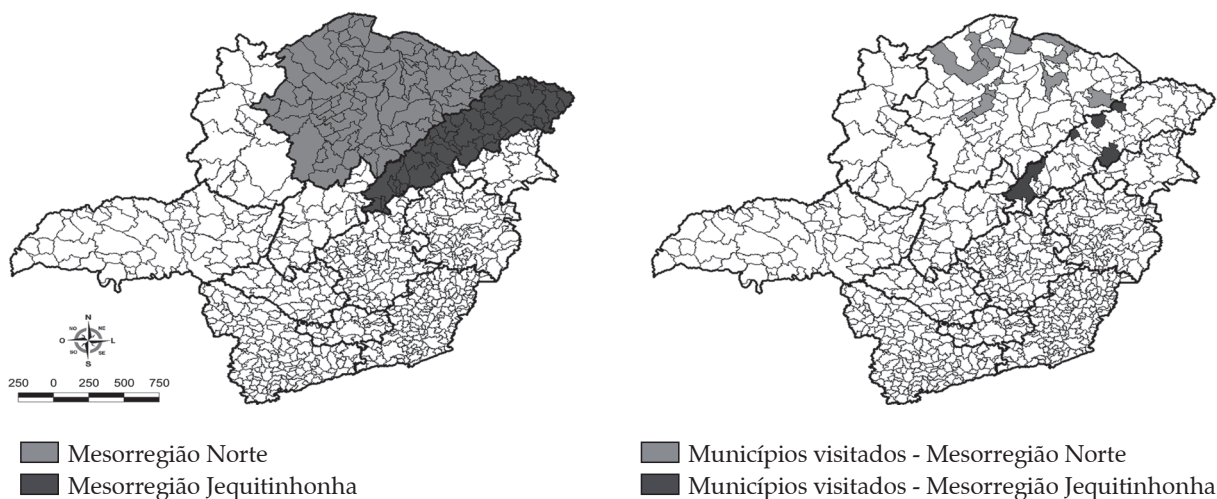 N
NO NE
O L
SO SE
S
250 0 250 500 750
Mesorregião Norte
Mesorregião Jequitinhonha
Municípios visitados - Mesorregião Norte
Municípios visitados - Mesorregião Jequitinhonha